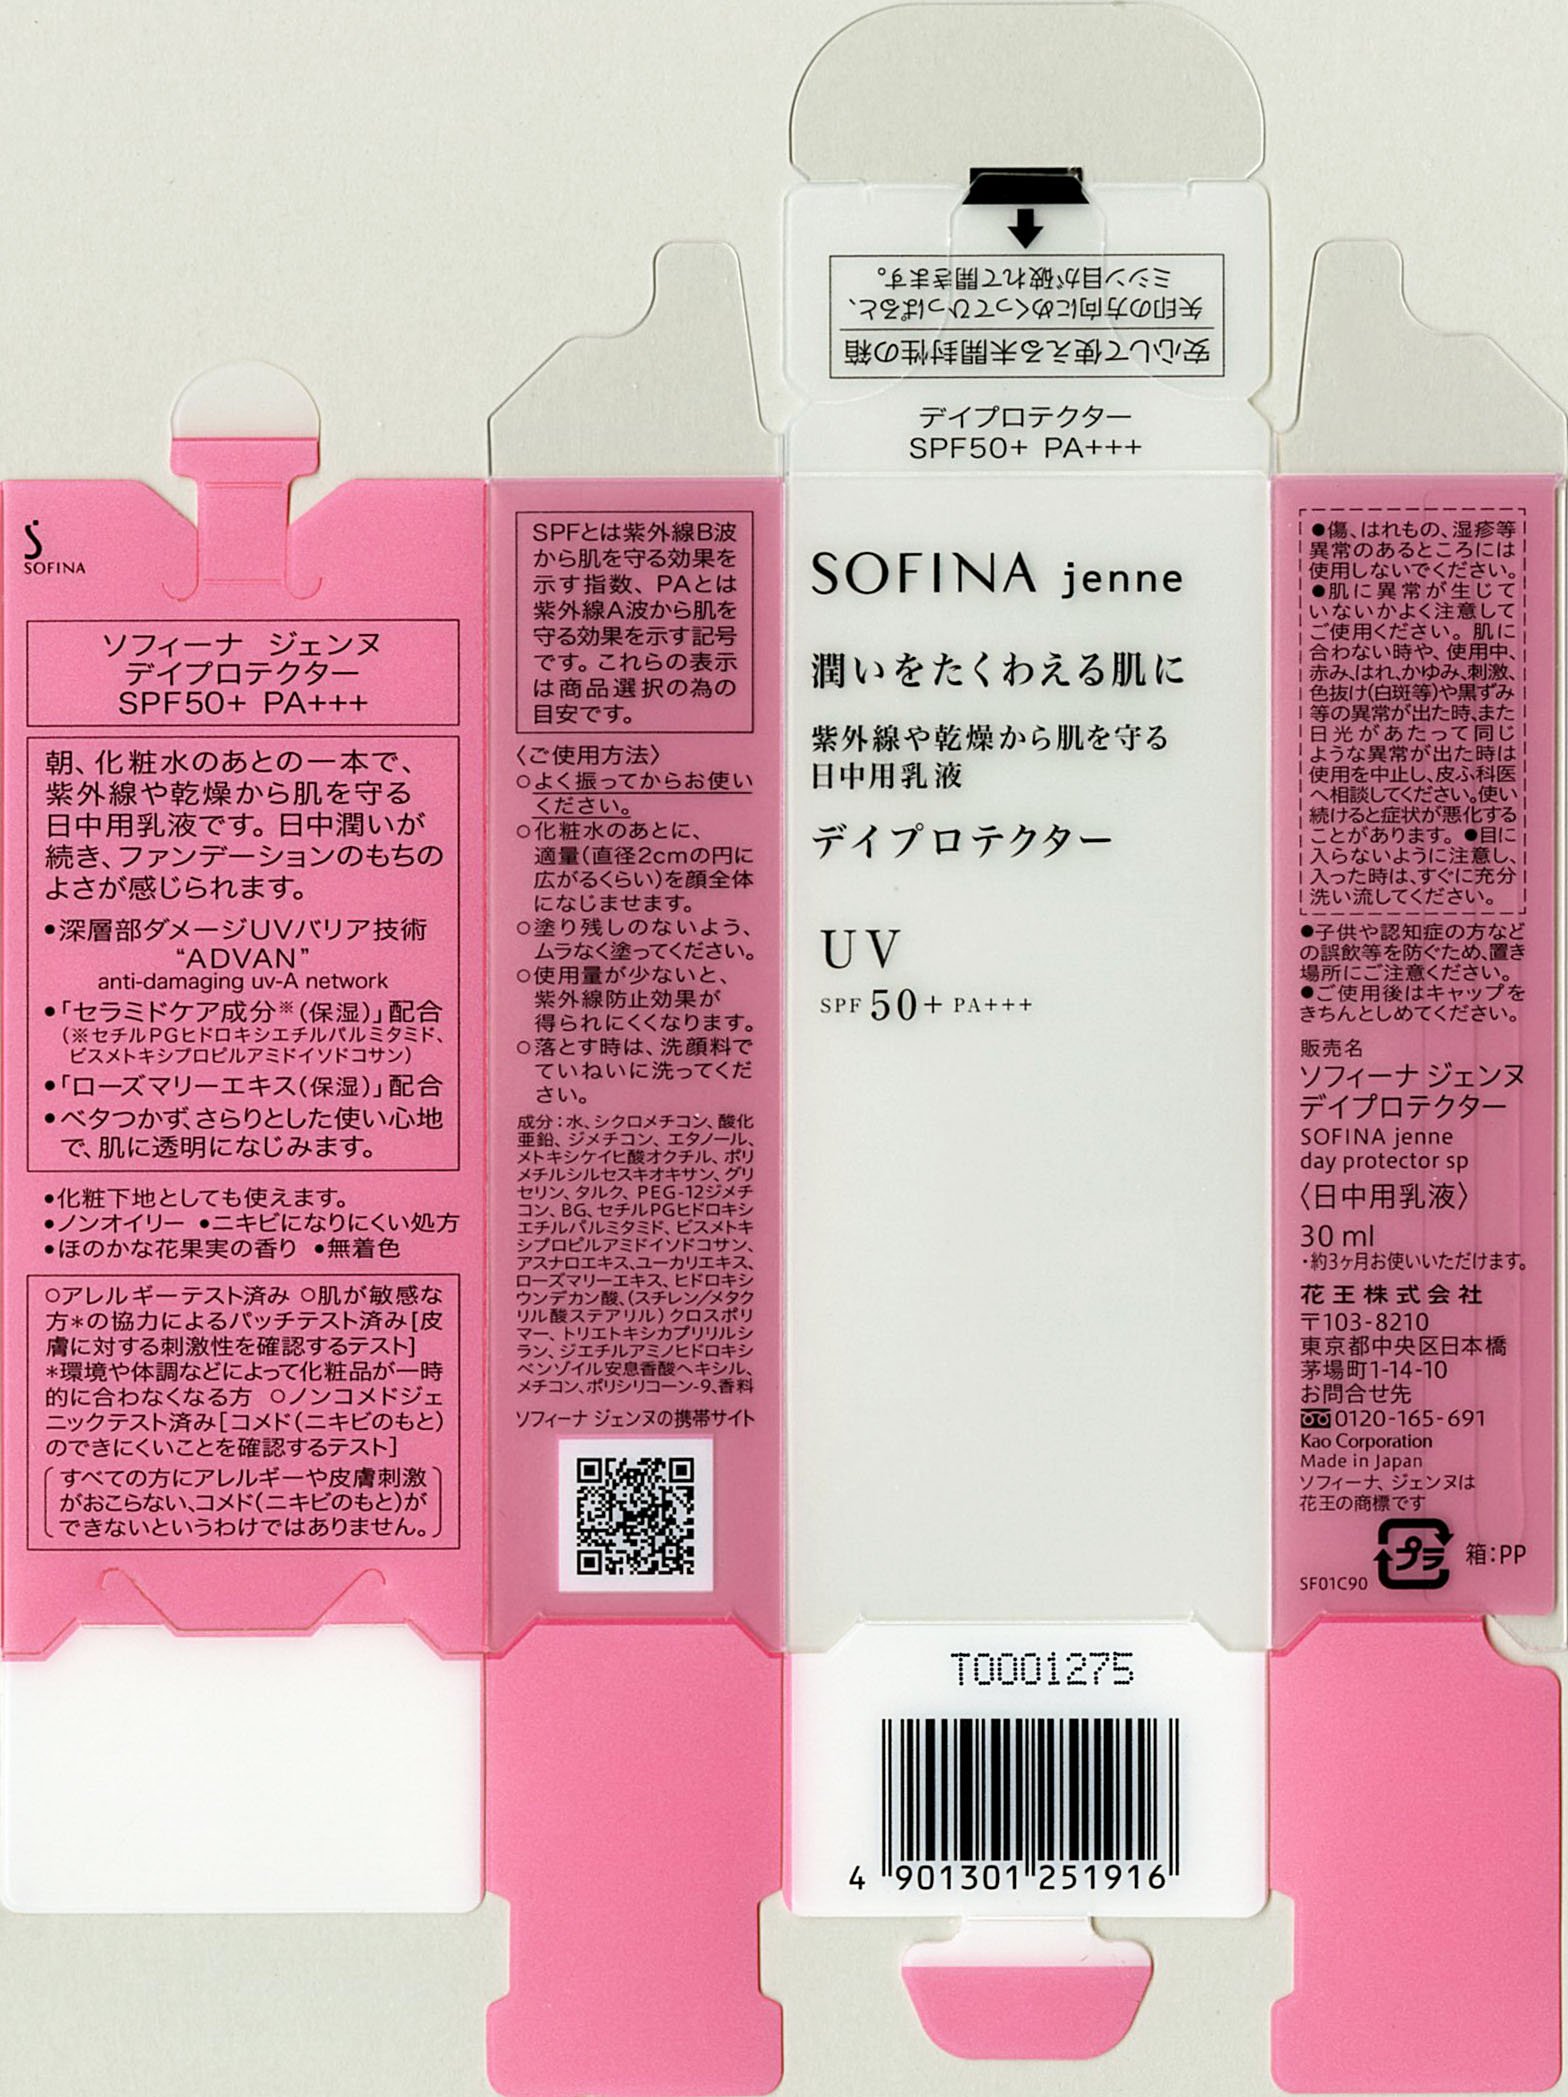 安心して使える未開封性の箱
矢印の方向にめくってひっぱると、
ミシン目が破れて開きます。
デイプロテクター
SPF50+ PA+++
SOFINA
ソフィーナ ジェンヌ
デイプロテクター
SPF50+ PA+++
朝、化粧水のあとの一本で、
紫外線や乾燥から肌を守る
日中用乳液です。日中潤いが
続き、ファンデーションのもちの
よさが感じられます。
•深層部ダメージUVバリア技術
“ADVAN”
anti-damaging uv-A network
•「セラミドケア成分※(保湿)」配合
(※セチルPGヒドロキシエチルパルミタミド、
ビスメトキシプロピルアミドイソドコサン)
•「ローズマリーエキス(保湿)」配合
•ベタつかず、さらりとした使い心地
で、肌に透明になじみます。
•化粧下地としても使えます。
•ノンオイリー •ニキビになりにくい処方
•ほのかな花果実の香り •無着色
○アレルギーテスト済み ○肌が敏感な
方*の協力によるパッチテスト済み[皮
膚に対する刺激性を確認するテスト]
*環境や体調などによって化粧品が一時
的に合わなくなる方 ○ノンコメドジェ
ニックテスト済み[コメド(ニキビのもと)
のできにくいことを確認するテスト]
(すべての方にアレルギーや皮膚刺激
がおこらない、コメド(ニキビのもと)が
できないというわけではありません。)
SPFとは紫外線B波
から肌を守る効果を
示す指数、PAとは
紫外線A波から肌を
守る効果を示す記号
です。これらの表示
は商品選択の為の
目安です。
〈ご使用方法〉
○よく振ってからお使い
ください。
○化粧水のあとに、
適量(直径2cmの円に
広がるくらい)を顔全体
になじませます。
○塗り残しのないよう、
ムラなく塗ってください。
○使用量が少ないと、
紫外線防止効果が
得られにくくなります。
○落とす時は、洗顔料で
ていねいに洗ってくだ
さい。
成分：水、シクロメチコン、酸化
亜鉛、ジメチコン、エタノール、
メトキシケイヒ酸オクチル、ポリ
メチルシルセスキオキサン、グリ
セリン、タルク、PEG-12ジメチ
コン、BG、セチルPGヒドロキシ
エチルパルミタミド、ビスメトキ
シプロピルアミドイソドコサン、
アスナロエキス、ユーカリエキス、
ローズマリーエキス、ヒドロキシ
ウンデカン酸、(スチレン/メタク
リル酸ステアリル)クロスポリ
マー、トリエトキシカプリリルシ
ラン、ジエチルアミノヒドロキシ
ベンゾイル安息香酸ヘキシル、
メチコン、ポリシリコーン-9、香料
ソフィーナ ジェンヌの携帯サイト
SOFINA jenne
潤いをたくわえる肌に
紫外線や乾燥から肌を守る
日中用乳液
デイプロテクター
UV
SPF 50+ PA+++
T0001275
4 901301 251916
●傷、はれもの、湿疹等
異常のあるところには
使用しないでください。
●肌に異常が生じて
いないかよく注意して
ご使用ください。肌に
合わない時や、使用中、
赤み、はれ、かゆみ、刺激、
色抜け(白斑等)や黒ずみ
等の異常が出た時、また
日光があたって同じ
ような異常が出た時は
使用を中止し、皮ふ科医
へ相談してください。使い
続けると症状が悪化する
ことがあります。●目に
入らないように注意し、
入った時は、すぐに充分
洗い流してください。
●子供や認知症の方など
の誤飲等を防ぐため、置き
場所にご注意ください。
●ご使用後はキャップを
きちんとしめてください。
販売名
ソフィーナ ジェンヌ
デイプロテクター
SOFINA jenne
day protector sp
〈日中用乳液〉
30 ml
・約3ヶ月お使いいただけます。
花王株式会社
〒103-8210
東京都中央区日本橋
茅場町1-14-10
お問合せ先
0120-165-691
Kao Corporation
Made in Japan
ソフィーナ、ジェンヌは
花王の商標です
プラ 箱：PP
SF01C90